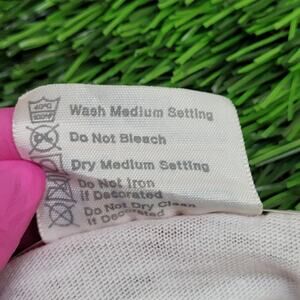 Wash Medium Setting
Do Not Bleach
Dry Medium Setting
Do Not Iron
if Decorated
Do Not Dry Clean
if Decorated